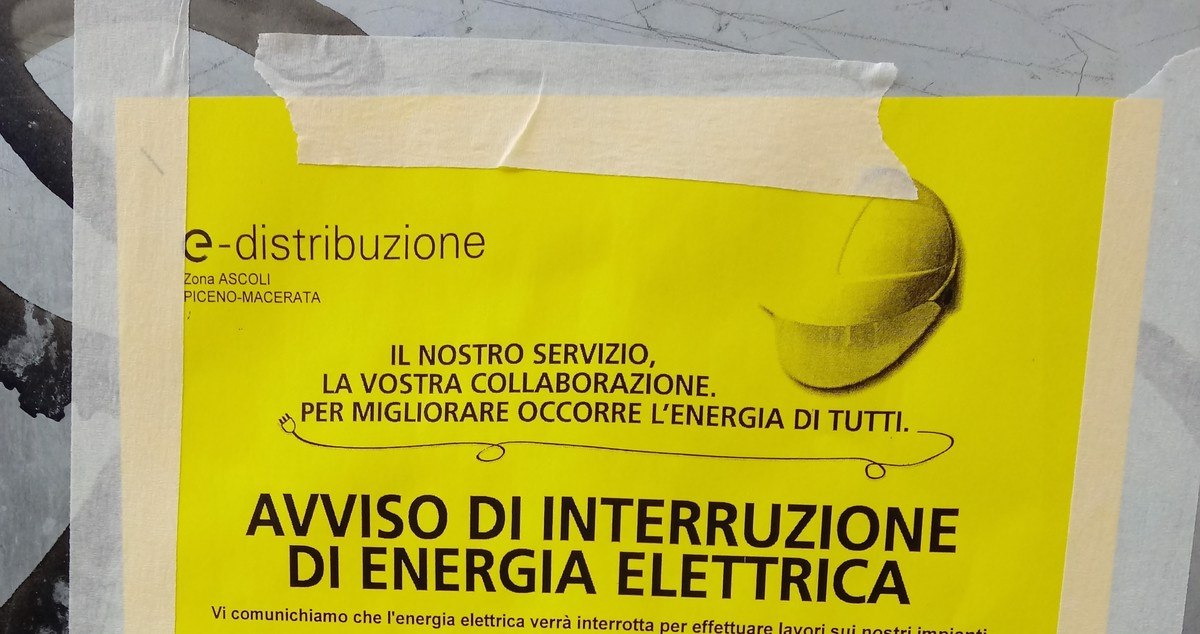 e-distribuzione
Zona ASCOLI
PICENO-MACERATA
IL NOSTRO SERVIZIO,
LA VOSTRA COLLABORAZIONE.
PER MIGLIORARE OCCORRE L'ENERGIA DI TUTTI.
AVVISO DI INTERRUZIONE
DI ENERGIA ELETTRICA
Vi comunichiamo che l'energia elettrica verrà interrotta per effettuare lavori sui nostri impianti